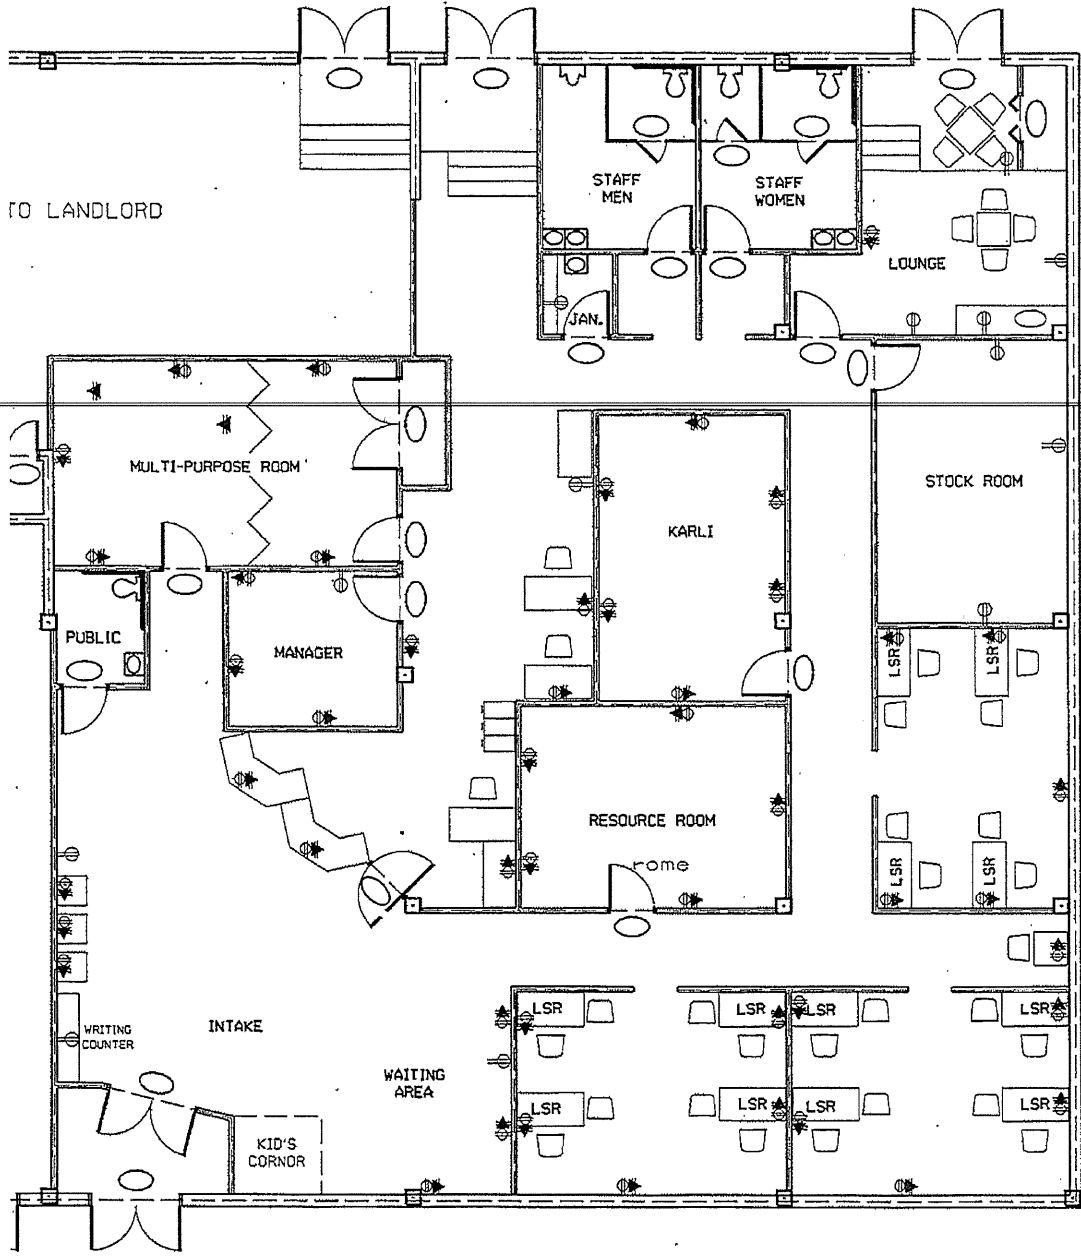 STAFF
MEN
STAFF
WOMEN
TO LANDLORD
LOUNGE
JAN.
MULTI-PURPOSE ROOM'
STOCK ROOM
KARLI
PUBLIC
MANAGER
LSR
LSR
RESOURCE ROOM
rome
LSR
LSR
LSR
LSR
LSR
LSR
INTAKE
WRITING
COUNTER
WAITING
AREA
LSR
LSR
LSR
LSR
KID'S
CORNOR